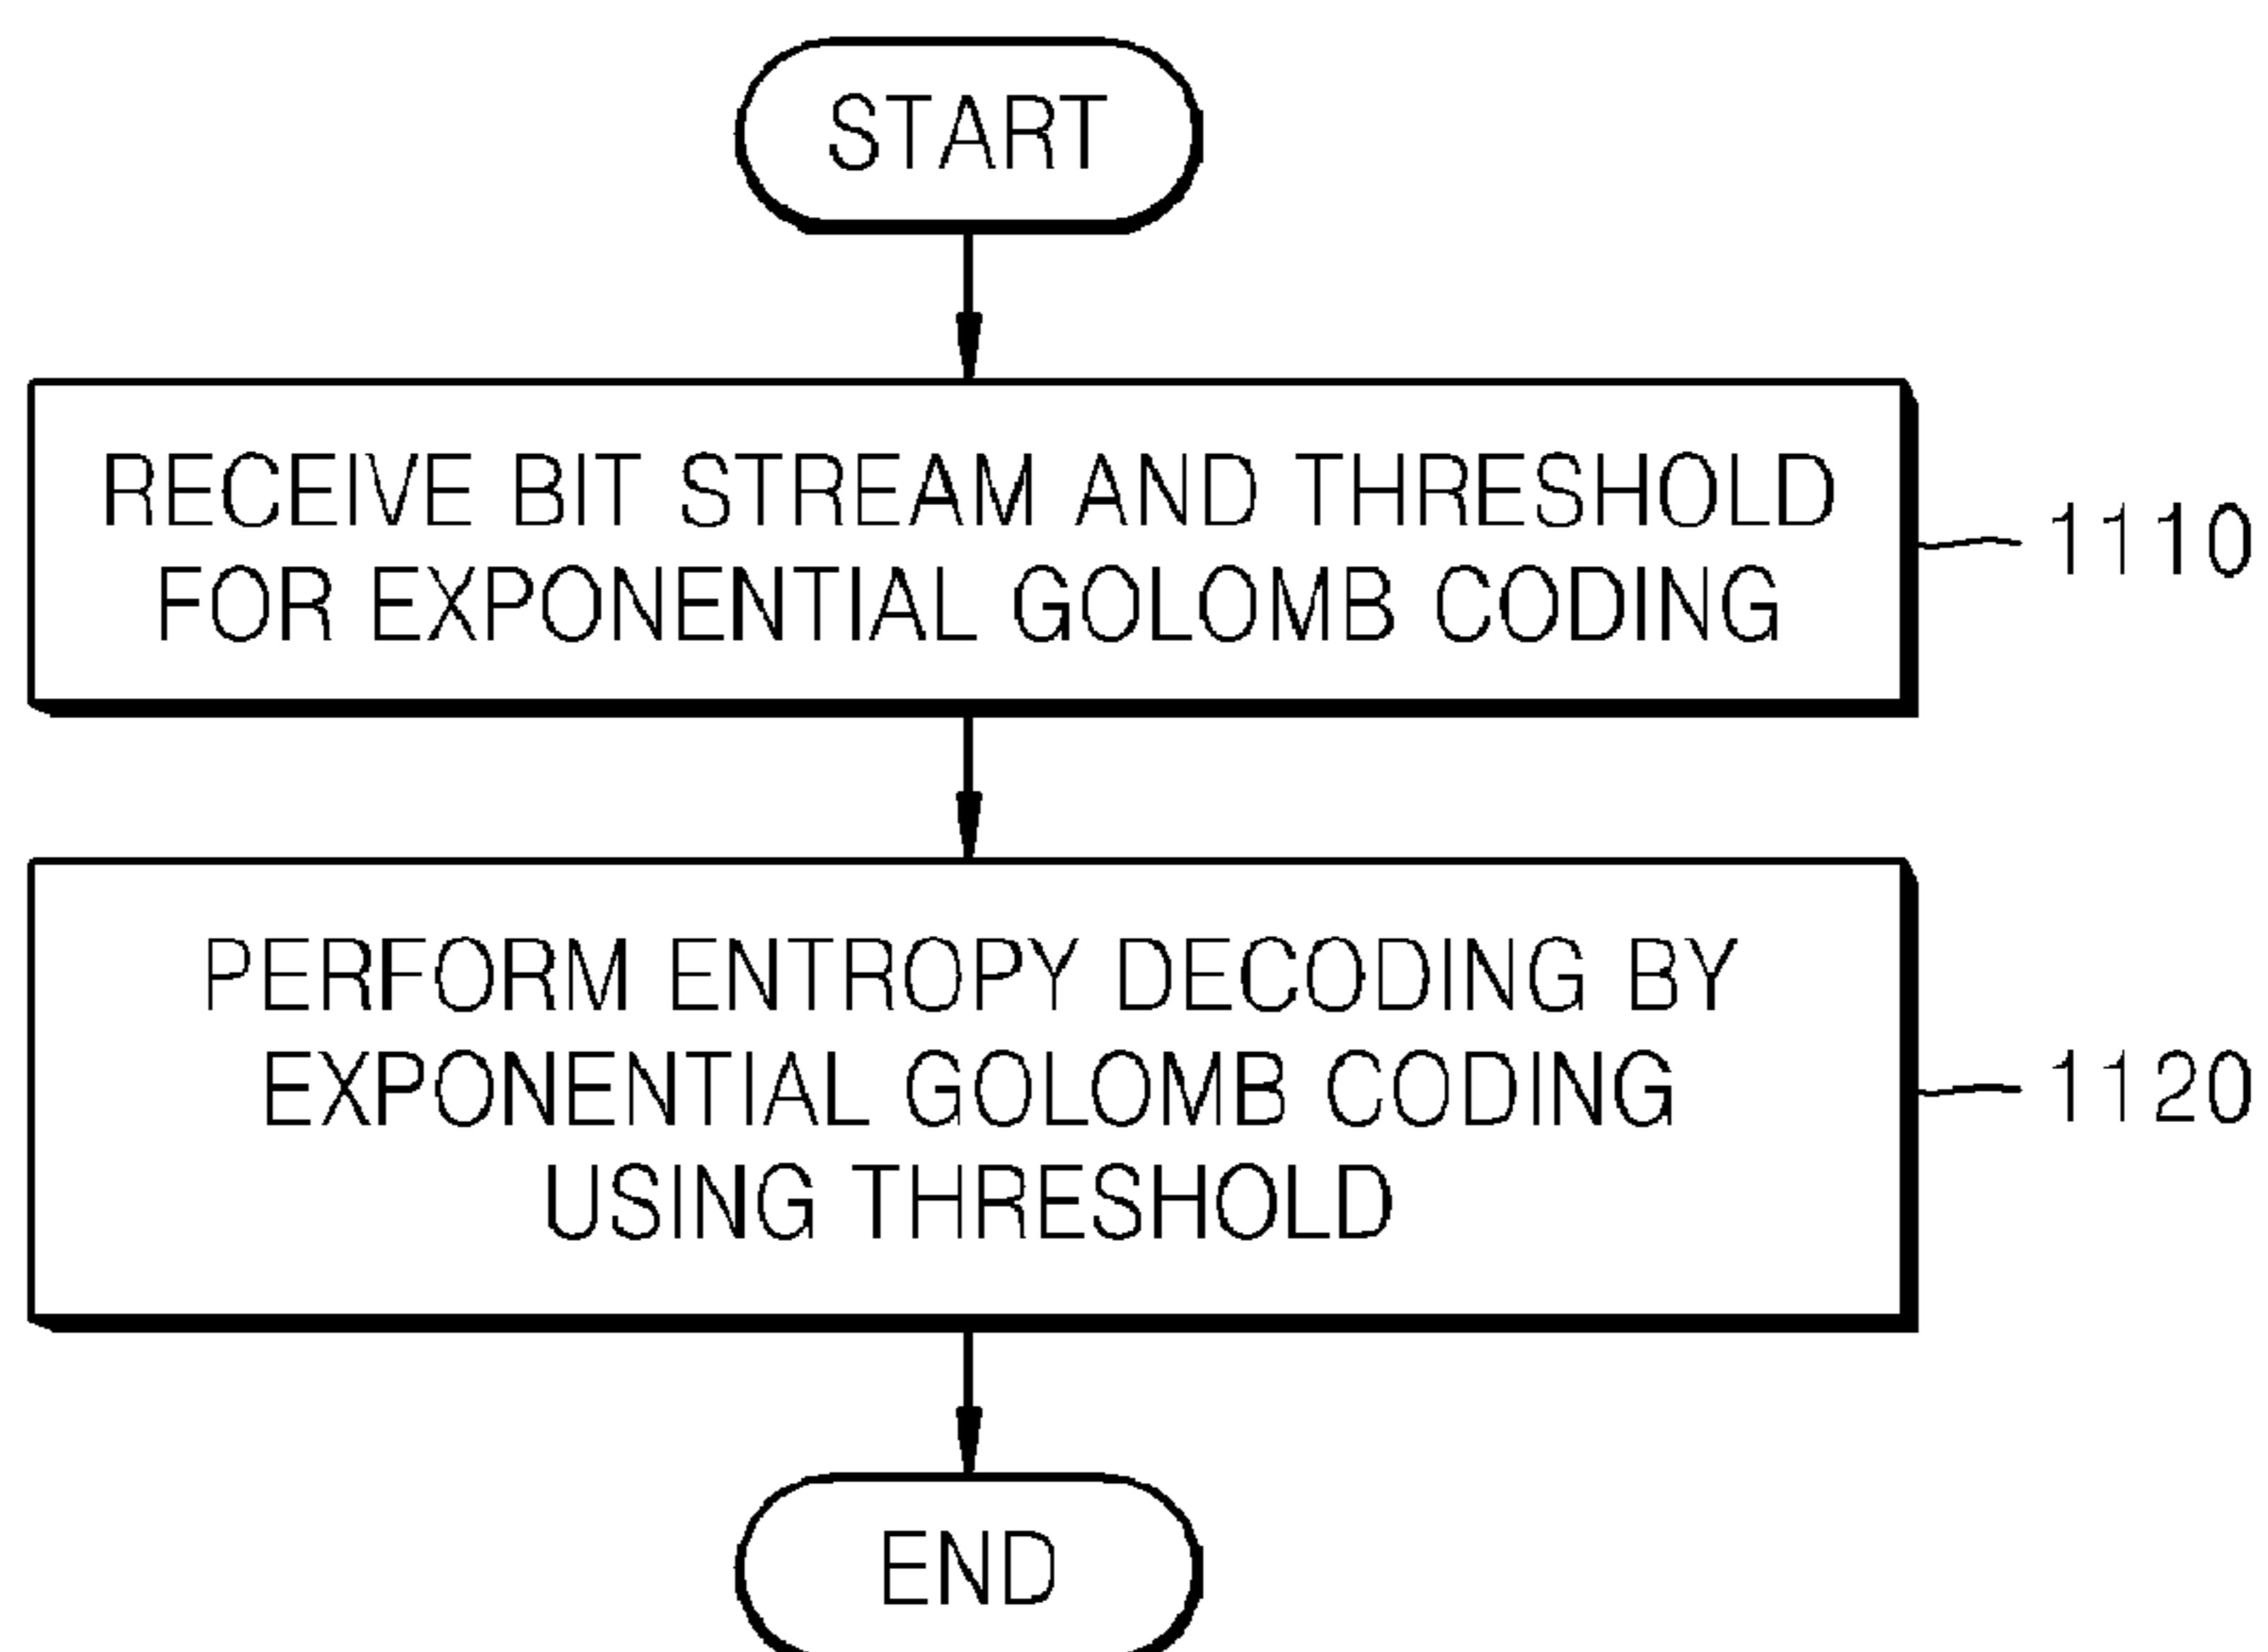 START
RECEIVE BIT STREAM AND THRESHOLD
FOR EXPONENTIAL GOLOMB CODING
1110
PERFORM ENTROPY DECODING BY
EXPONENTIAL GOLOMB CODING
USING THRESHOLD
1120
END